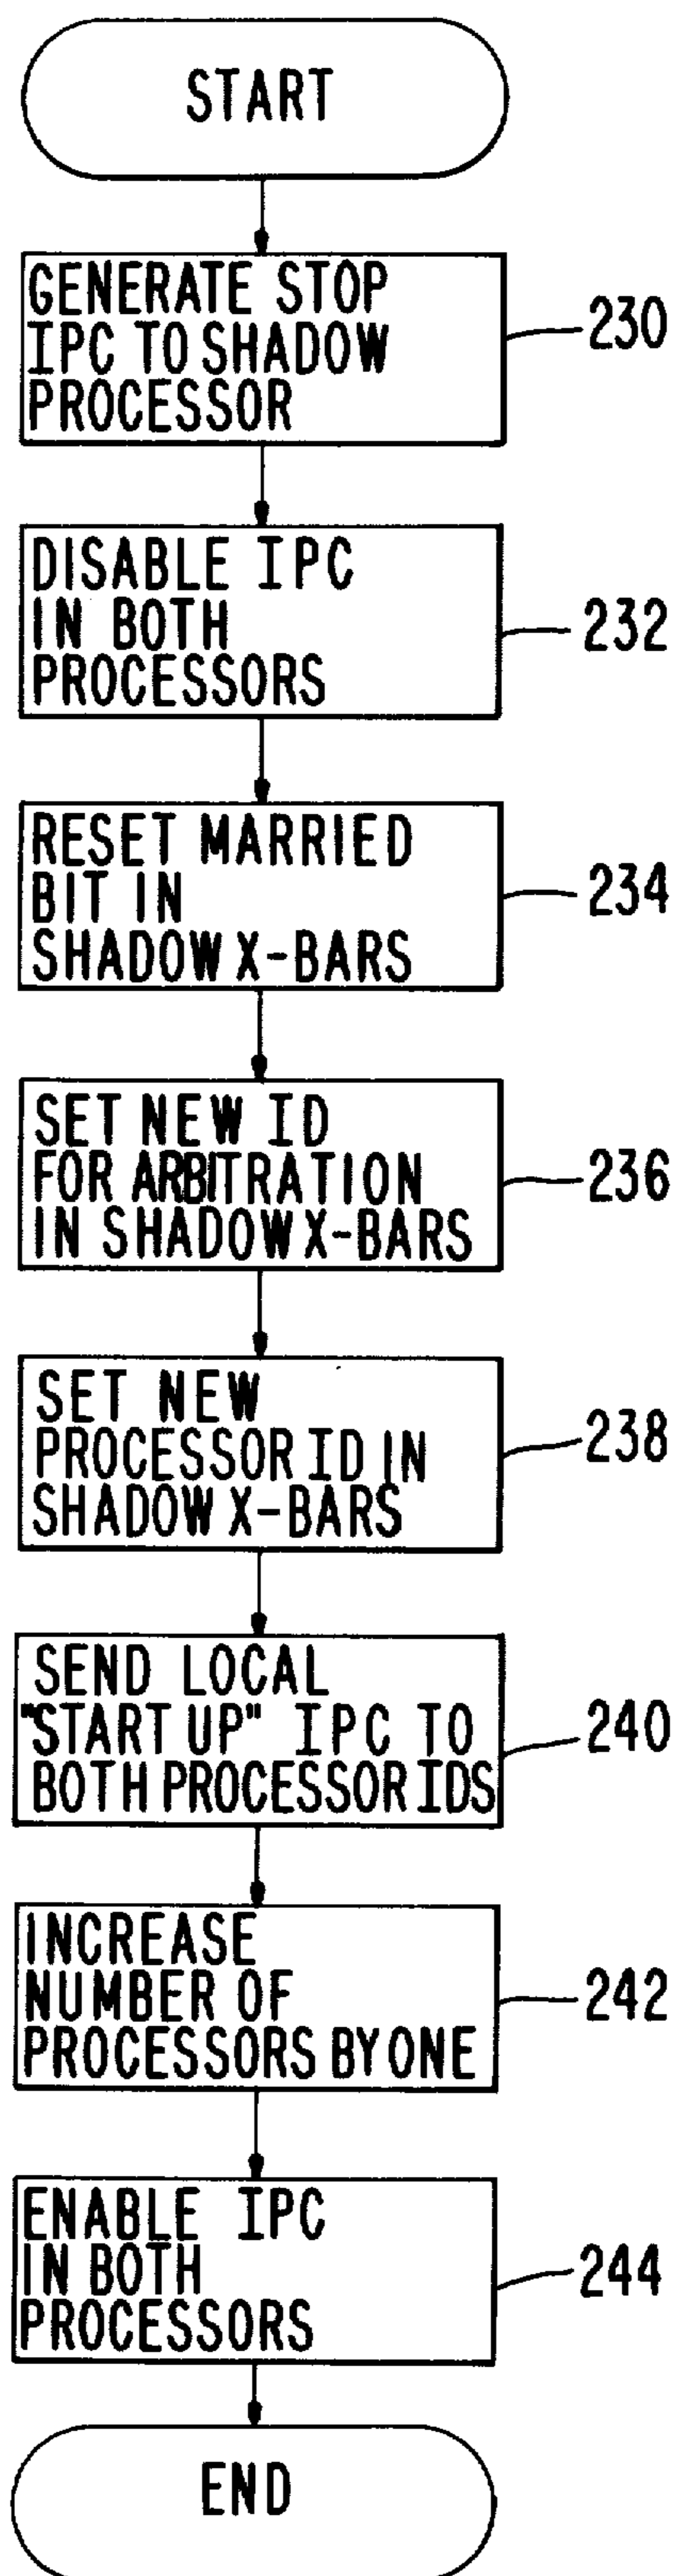 START
GENERATE STOP
IPC TO SHADOW
PROCESSOR
230
DISABLE IPC
IN BOTH
PROCESSORS
232
RESET MARRIED
BIT IN
SHADOW X-BARS
234
SET NEW ID
FOR ARBITRATION
IN SHADOW X-BARS
236
SET NEW
PROCESSOR ID IN
SHADOW X-BARS
238
SEND LOCAL
"START UP" IPC TO
BOTH PROCESSOR IDS
240
INCREASE
NUMBER OF
PROCESSORS BY ONE
242
ENABLE IPC
IN BOTH
PROCESSORS
244
END